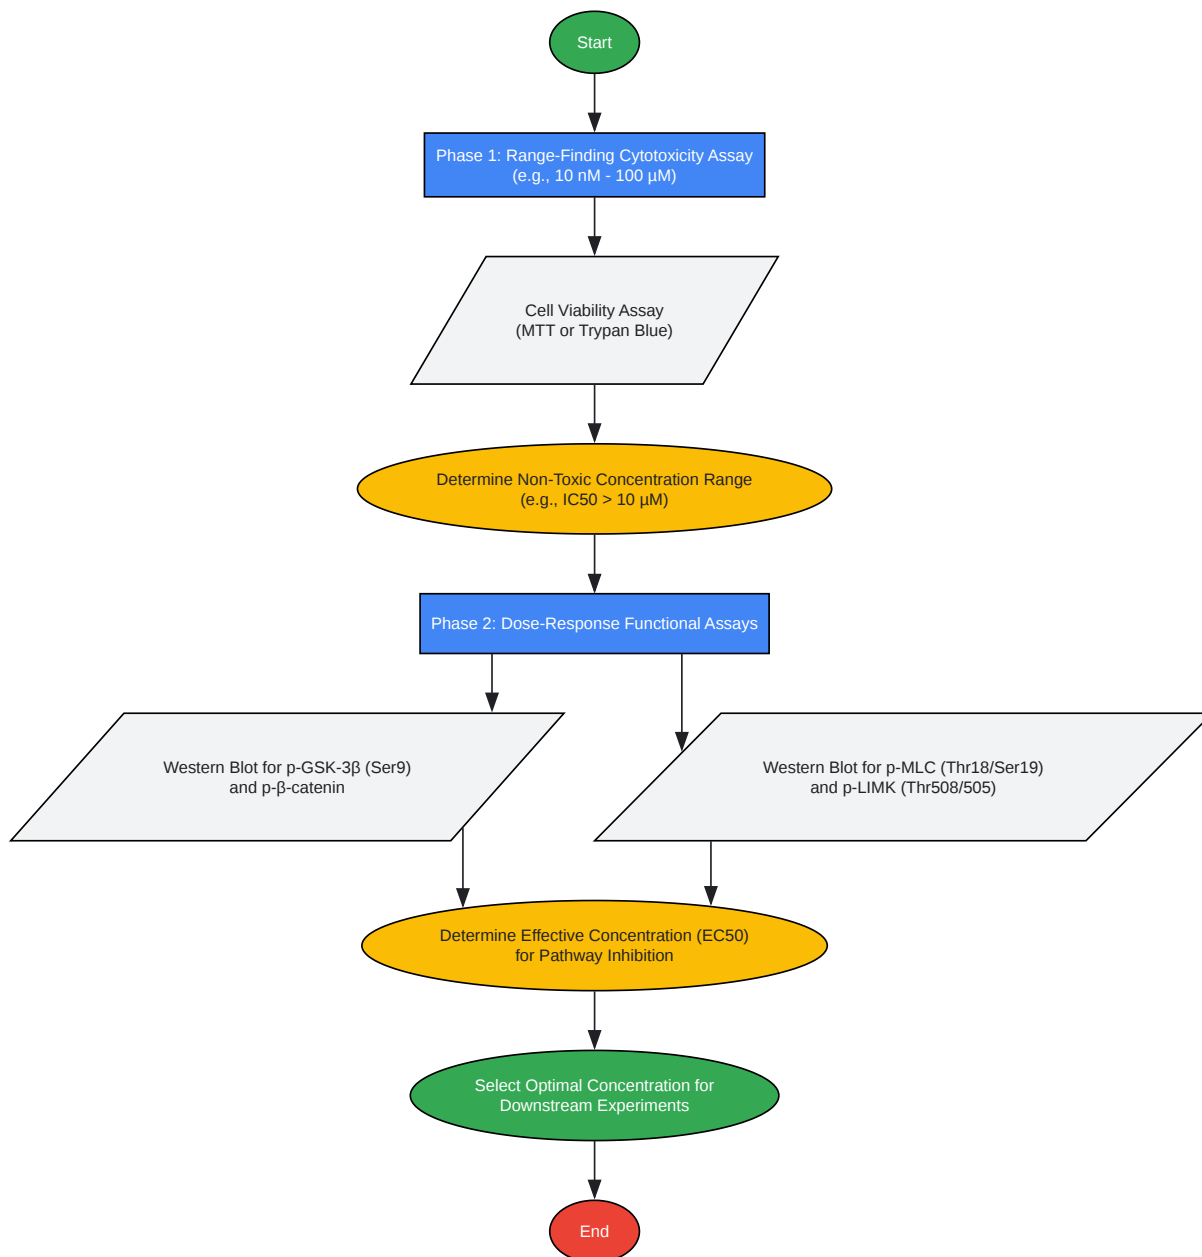 Start
Phase 1: Range-Finding Cytotoxicity Assay
(e.g., 10 nM - 100 µM)
Cell Viability Assay
(MTT or Trypan Blue)
Determine Non-Toxic Concentration Range
(e.g., IC50 > 10 µM)
Phase 2: Dose-Response Functional Assays
Western Blot for p-GSK-3β (Ser9)
and p-β-catenin
Western Blot for p-MLC (Thr18/Ser19)
and p-LIMK (Thr508/505)
Determine Effective Concentration (EC50)
for Pathway Inhibition
Select Optimal Concentration for
Downstream Experiments
End